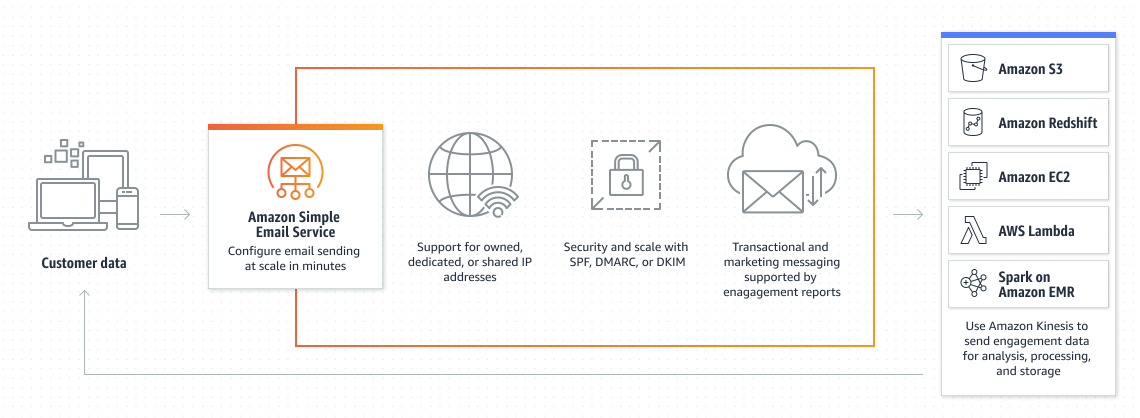 Customer data
Amazon Simple
Email Service
Configure email sending
at scale in minutes
Support for owned,
dedicated, or shared IP
addresses
Security and scale with
SPF, DMARC, or DKIM
Transactional and
marketing messaging
supported by
enagagement reports
Amazon S3
Amazon Redshift
Amazon EC2
AWS Lambda
Spark on
Amazon EMR
Use Amazon Kinesis to
send engagement data
for analysis, processing,
and storage